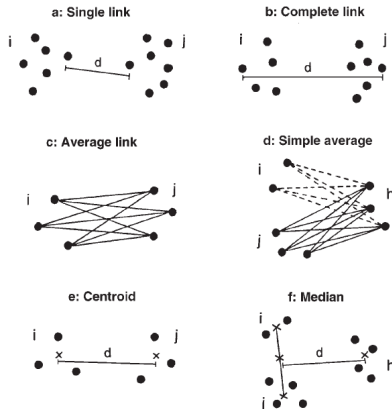 a: Single link
i
j
d
b: Complete link
i
j
d
c: Average link
i
j
d: Simple average
i
h
j
e: Centroid
i
j
d
f: Median
i
d
h
j